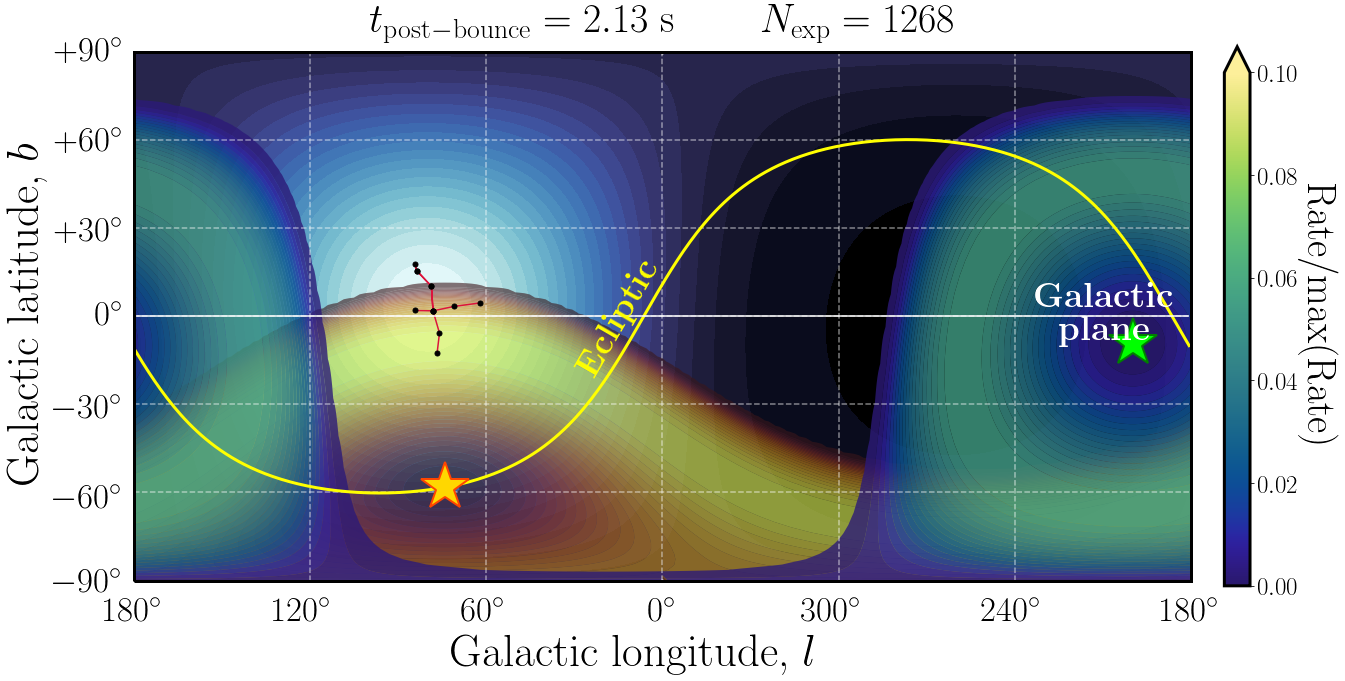 t_post−bounce = 2.13 s N_exp = 1268
+90°
+60°
+30°
0°
−30°
−60°
−90°
Galactic latitude, b
180° 120° 60° 0° 300° 240° 180°
Galactic longitude, l
Ecliptic
Galactic
plane
0.10
0.08
0.06
0.04
0.02
0.00
Rate/max(Rate)